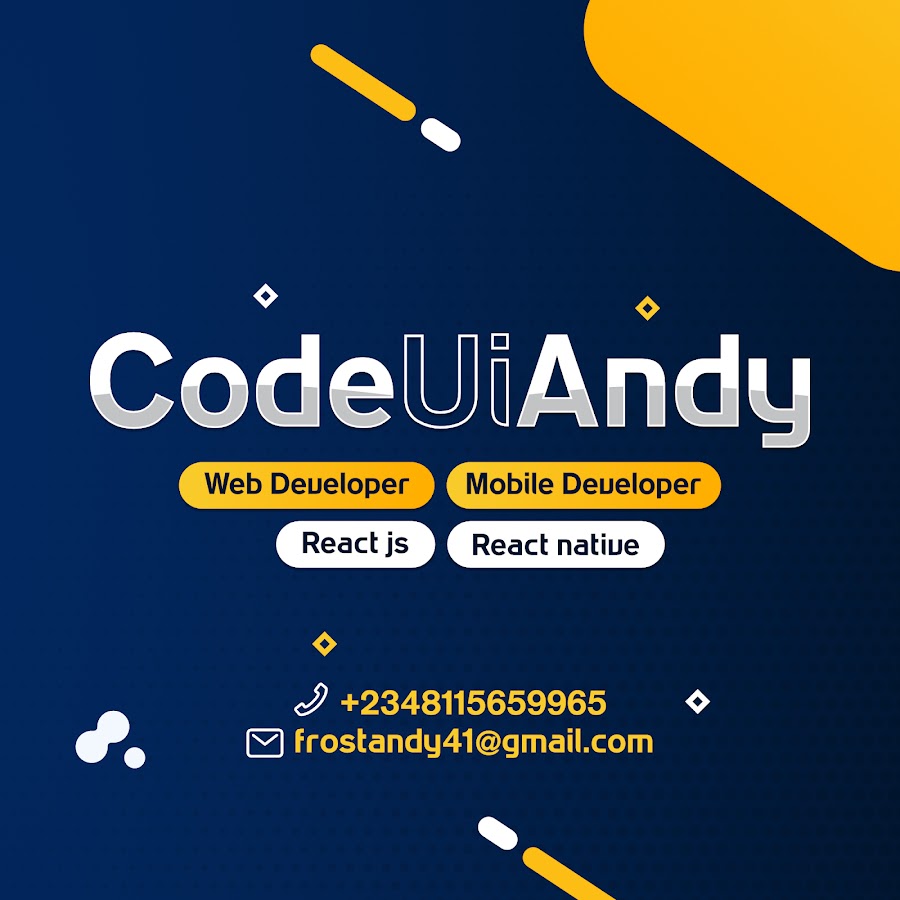 CodeUiAndy
Web Developer Mobile Developer
React js React native
+2348115659965
frostandy41@gmail.com